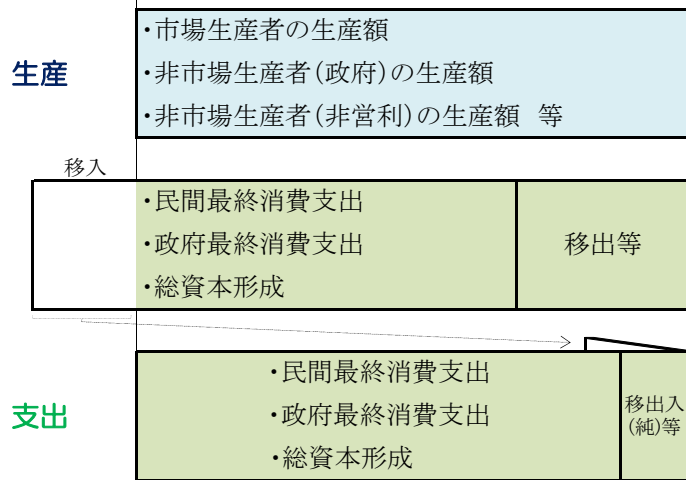 ・市場生産者の生産額
生産
・非市場生産者(政府)の生産額
・非市場生産者(非営利)の生産額 等
移入
・民間最終消費支出
・政府最終消費支出
移出等
・総資本形成
・民間最終消費支出
支出
・政府最終消費支出
移出入
(純)等
・総資本形成